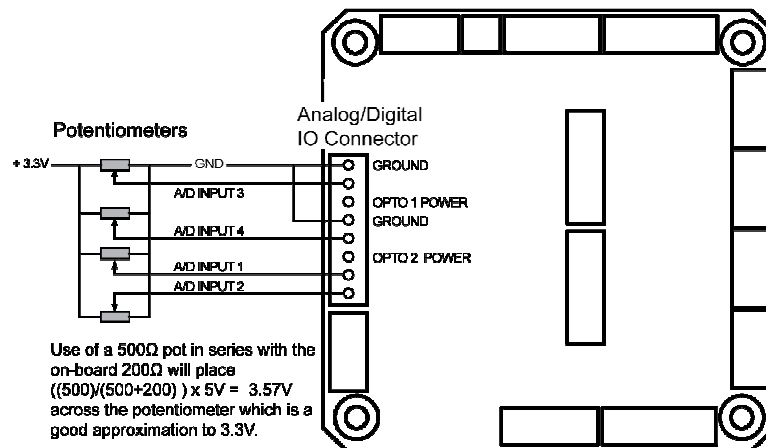 Analog/Digital
IO Connector
Potentiometers
+ 3.3V
GND
GROUND
A/D INPUT 3
OPTO 1 POWER
GROUND
A/D INPUT 4
OPTO 2 POWER
A/D INPUT 1
A/D INPUT 2
Use of a 500Ω pot in series with the
on-board 200Ω will place
((500)/(500+200) ) x 5V = 3.57V
across the potentiometer which is a
good approximation to 3.3V.